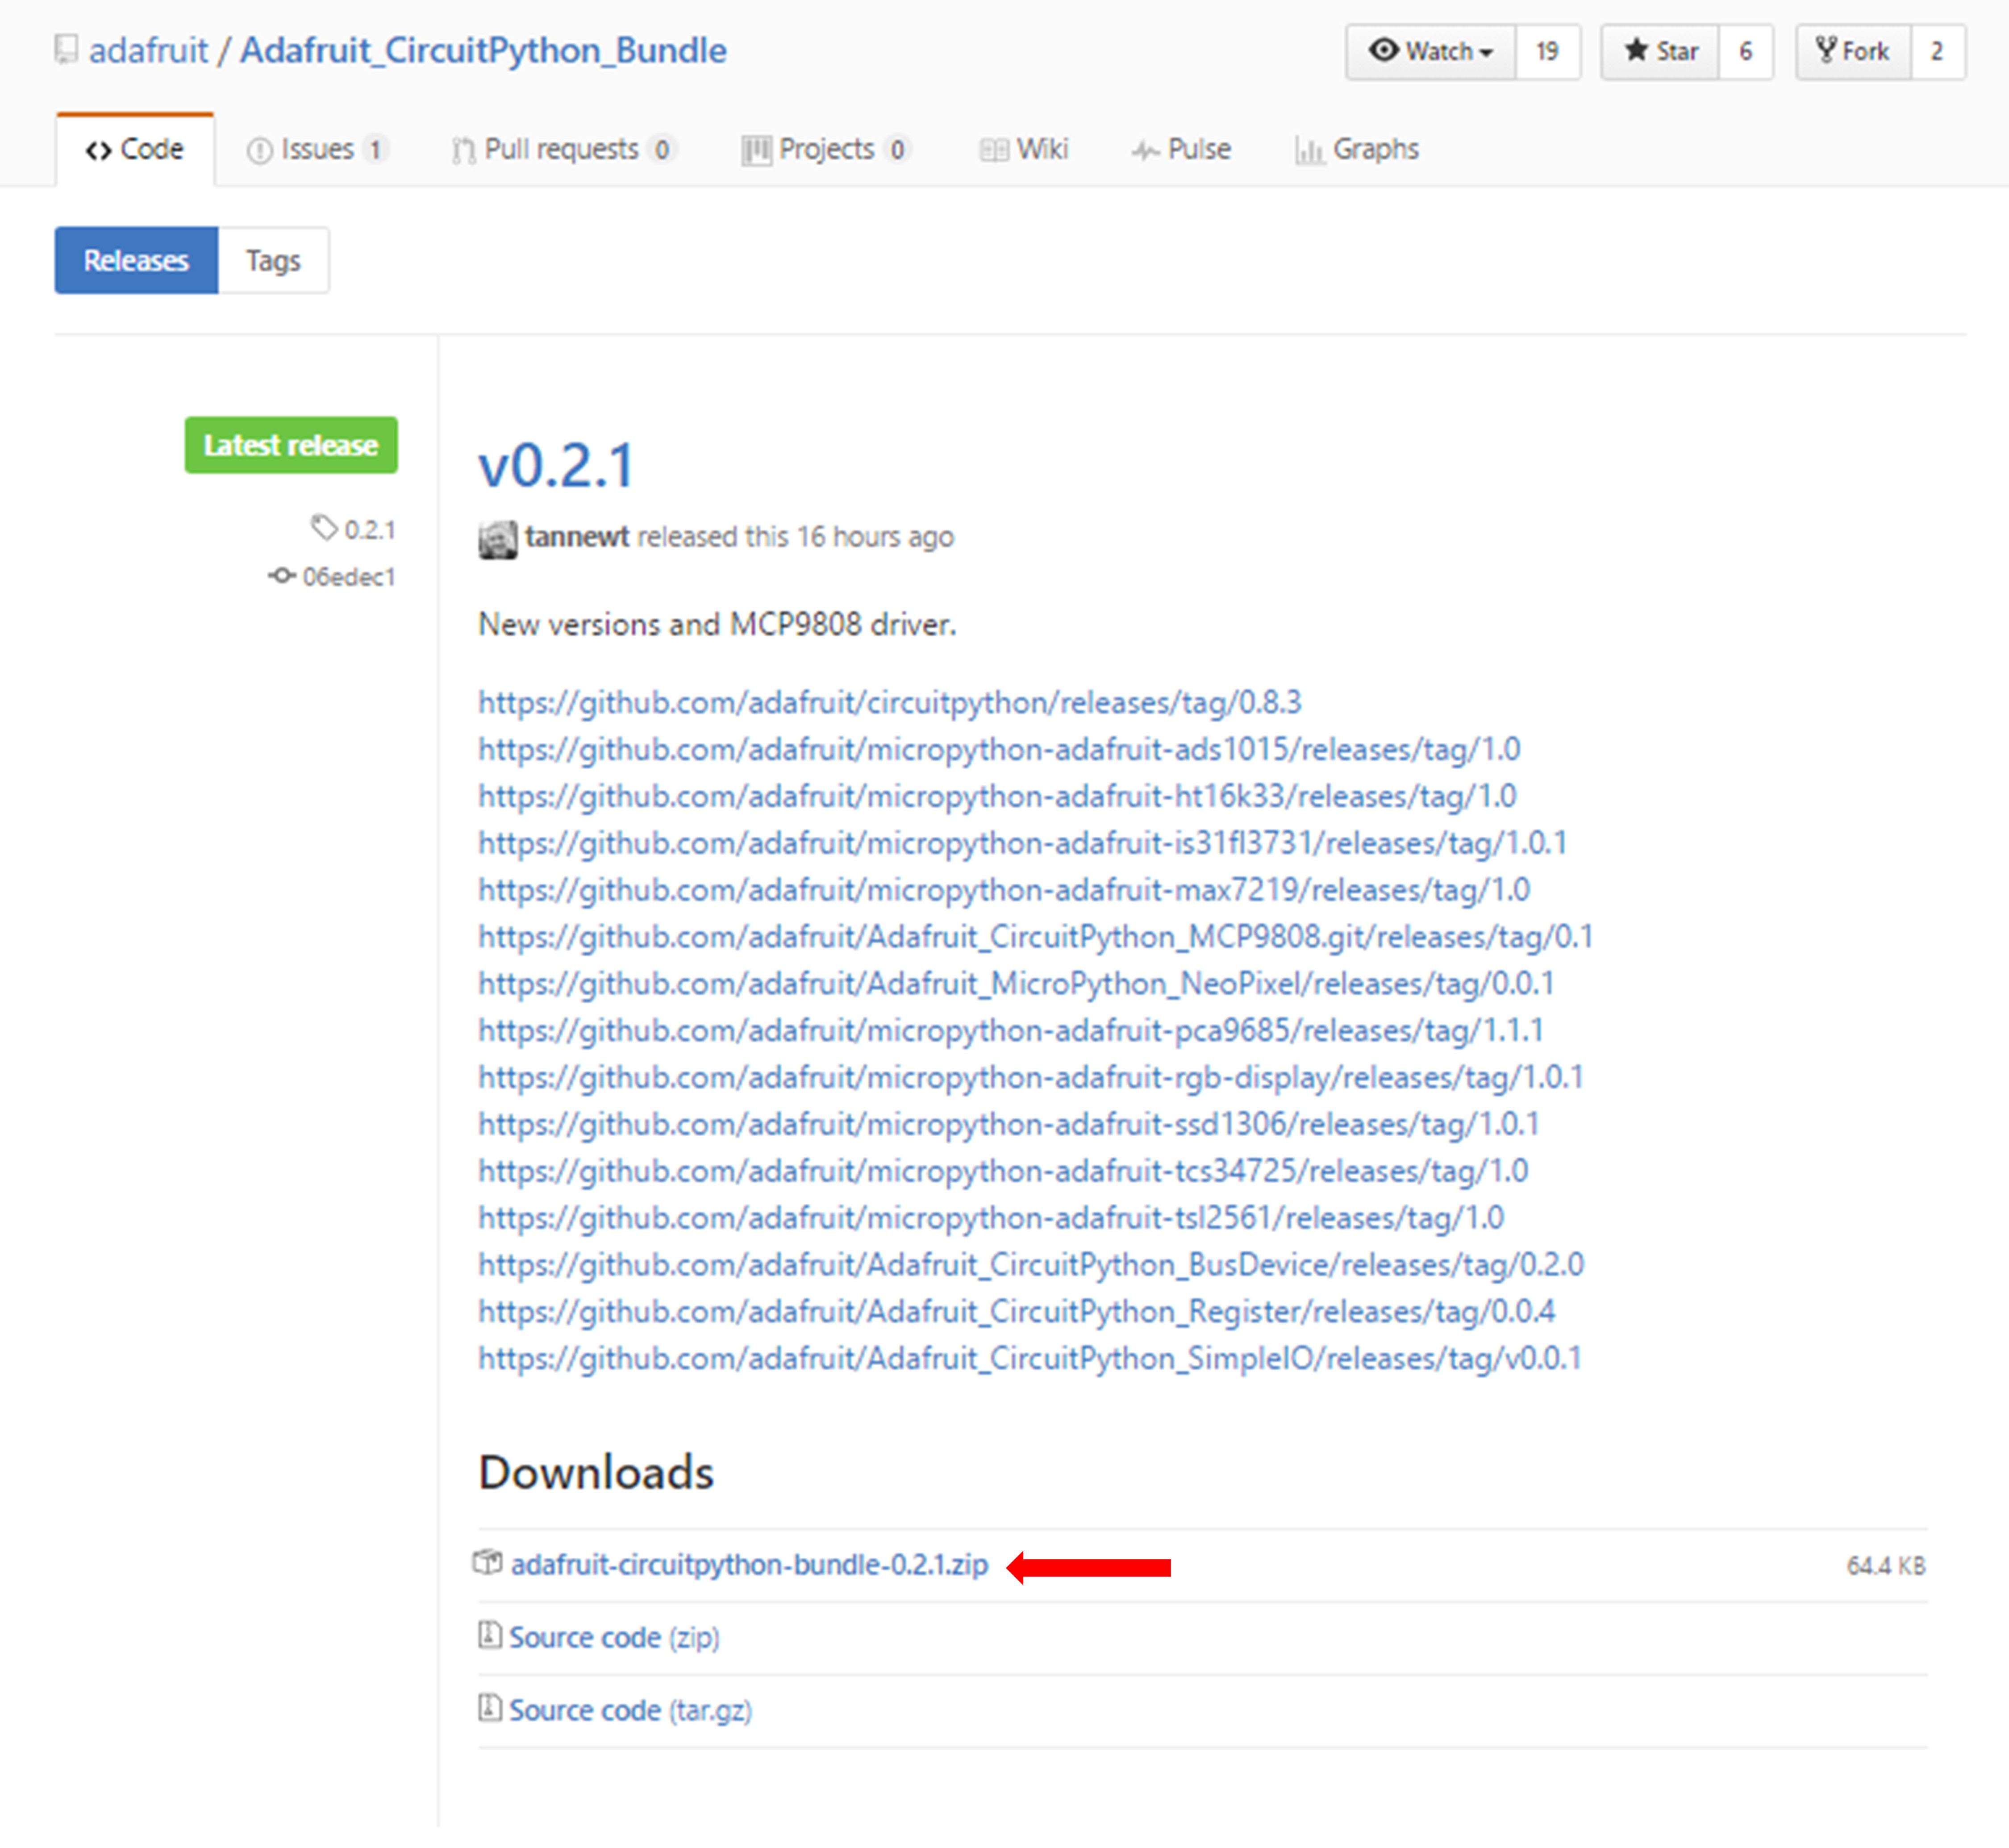 adafruit / Adafruit_CircuitPython_Bundle
Watch 19 Star 6 Fork 2
Code Issues 1 Pull requests 0 Projects 0 Wiki Pulse Graphs
Releases Tags
Latest release
0.2.1
06edec1
v0.2.1
tannewt released this 16 hours ago
New versions and MCP9808 driver.
https://github.com/adafruit/circuitpython/releases/tag/0.8.3
https://github.com/adafruit/micropython-adafruit-ads1015/releases/tag/1.0
https://github.com/adafruit/micropython-adafruit-ht16k33/releases/tag/1.0
https://github.com/adafruit/micropython-adafruit-is31fl3731/releases/tag/1.0.1
https://github.com/adafruit/micropython-adafruit-max7219/releases/tag/1.0
https://github.com/adafruit/Adafruit_CircuitPython_MCP9808.git/releases/tag/0.1
https://github.com/adafruit/Adafruit_MicroPython_NeoPixel/releases/tag/0.0.1
https://github.com/adafruit/micropython-adafruit-pca9685/releases/tag/1.1.1
https://github.com/adafruit/micropython-adafruit-rgb-display/releases/tag/1.0.1
https://github.com/adafruit/micropython-adafruit-ssd1306/releases/tag/1.0.1
https://github.com/adafruit/micropython-adafruit-tcs34725/releases/tag/1.0
https://github.com/adafruit/micropython-adafruit-tsl2561/releases/tag/1.0
https://github.com/adafruit/Adafruit_CircuitPython_BusDevice/releases/tag/0.2.0
https://github.com/adafruit/Adafruit_CircuitPython_Register/releases/tag/0.0.4
https://github.com/adafruit/Adafruit_CircuitPython_SimpleIO/releases/tag/v0.0.1
Downloads
adafruit-circuitpython-bundle-0.2.1.zip 64.4 KB
Source code (zip)
Source code (tar.gz)